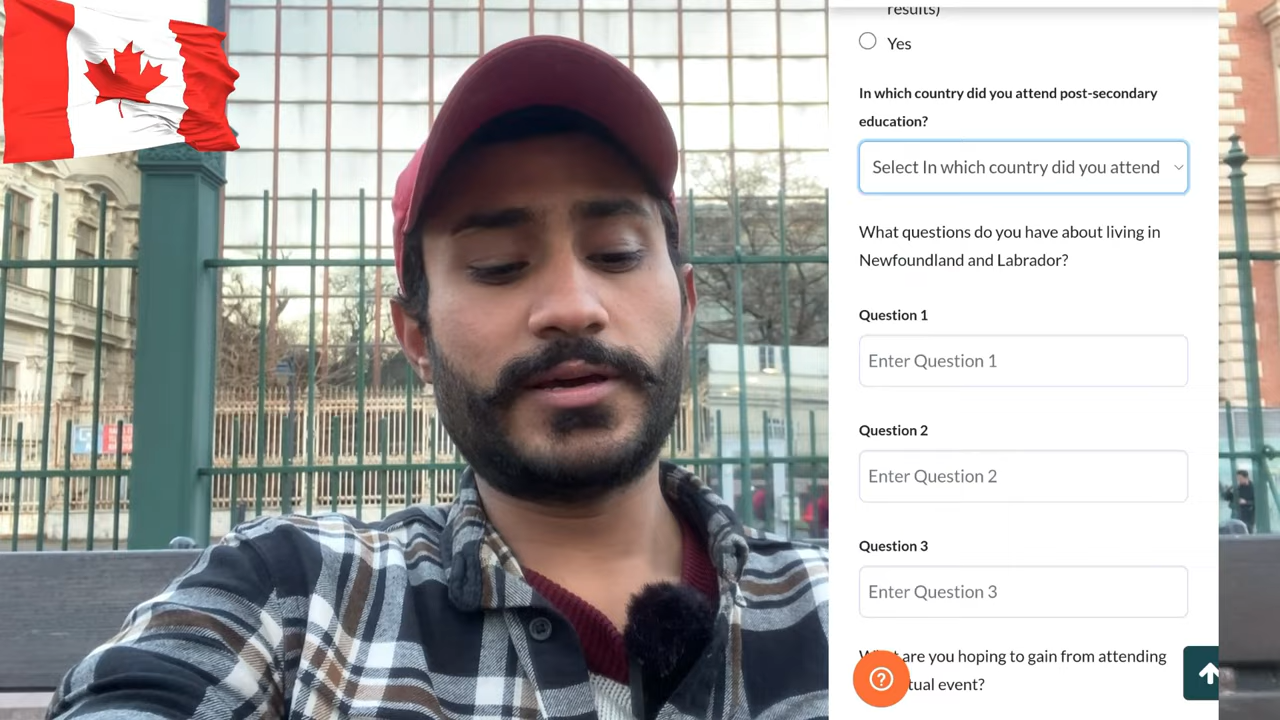 results)
Yes
In which country did you attend post-secondary
education?
Select In which country did you attend
What questions do you have about living in
Newfoundland and Labrador?
Question 1
Enter Question 1
Question 2
Enter Question 2
Question 3
Enter Question 3
are you hoping to gain from attending
event?